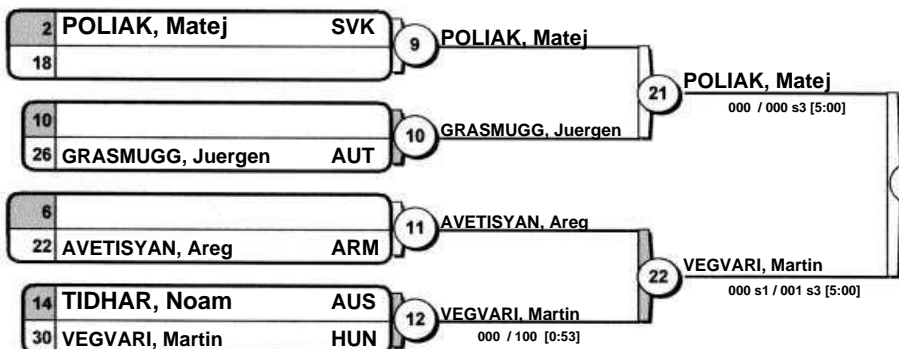 2 POLIAK, Matej SVK
18
9
POLIAK, Matej
10
26 GRASMUGG, Juergen AUT
10
GRASMUGG, Juergen
21
POLIAK, Matej
000 / 000 s3 [5:00]
6
22 AVETISYAN, Areg ARM
11
AVETISYAN, Areg
14 TIDHAR, Noam AUS
30 VEGVARI, Martin HUN
12
VEGVARI, Martin
000 / 100 [0:53]
22
VEGVARI, Martin
000 s1 / 001 s3 [5:00]